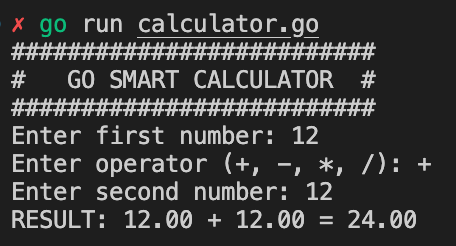 ✗ go run calculator.go
##########################
#   GO SMART CALCULATOR  #
##########################
Enter first number: 12
Enter operator (+, -, *, /): +
Enter second number: 12
RESULT: 12.00 + 12.00 = 24.00